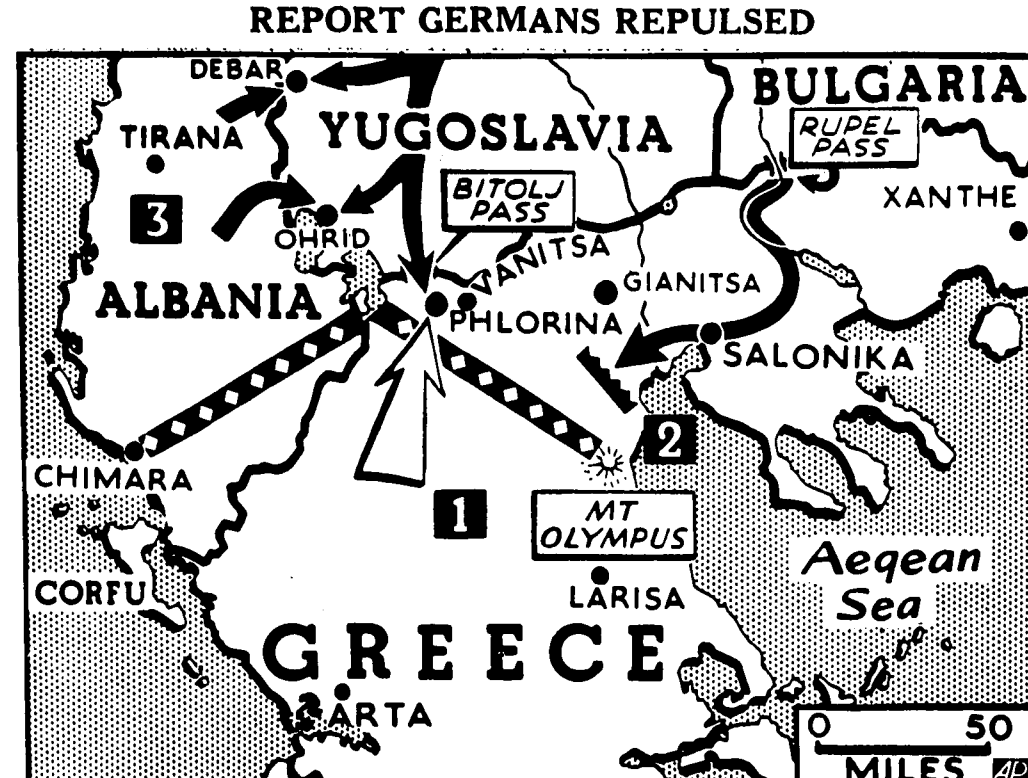 REPORT GERMANS REPULSED
DEBAR
BULGARIA
TIRANA
YUGOSLAVIA
RUPEL
PASS
BITOLJ
PASS
XANTHE
3
OHRID
VANITSA
GIANITSA
ALBANIA
PHLORINA
SALONIKA
2
CHIMARA
1
MT
OLYMPUS
Aegean
Sea
CORFU
LARISA
GREECE
ARTA
0 50
MILES
AP